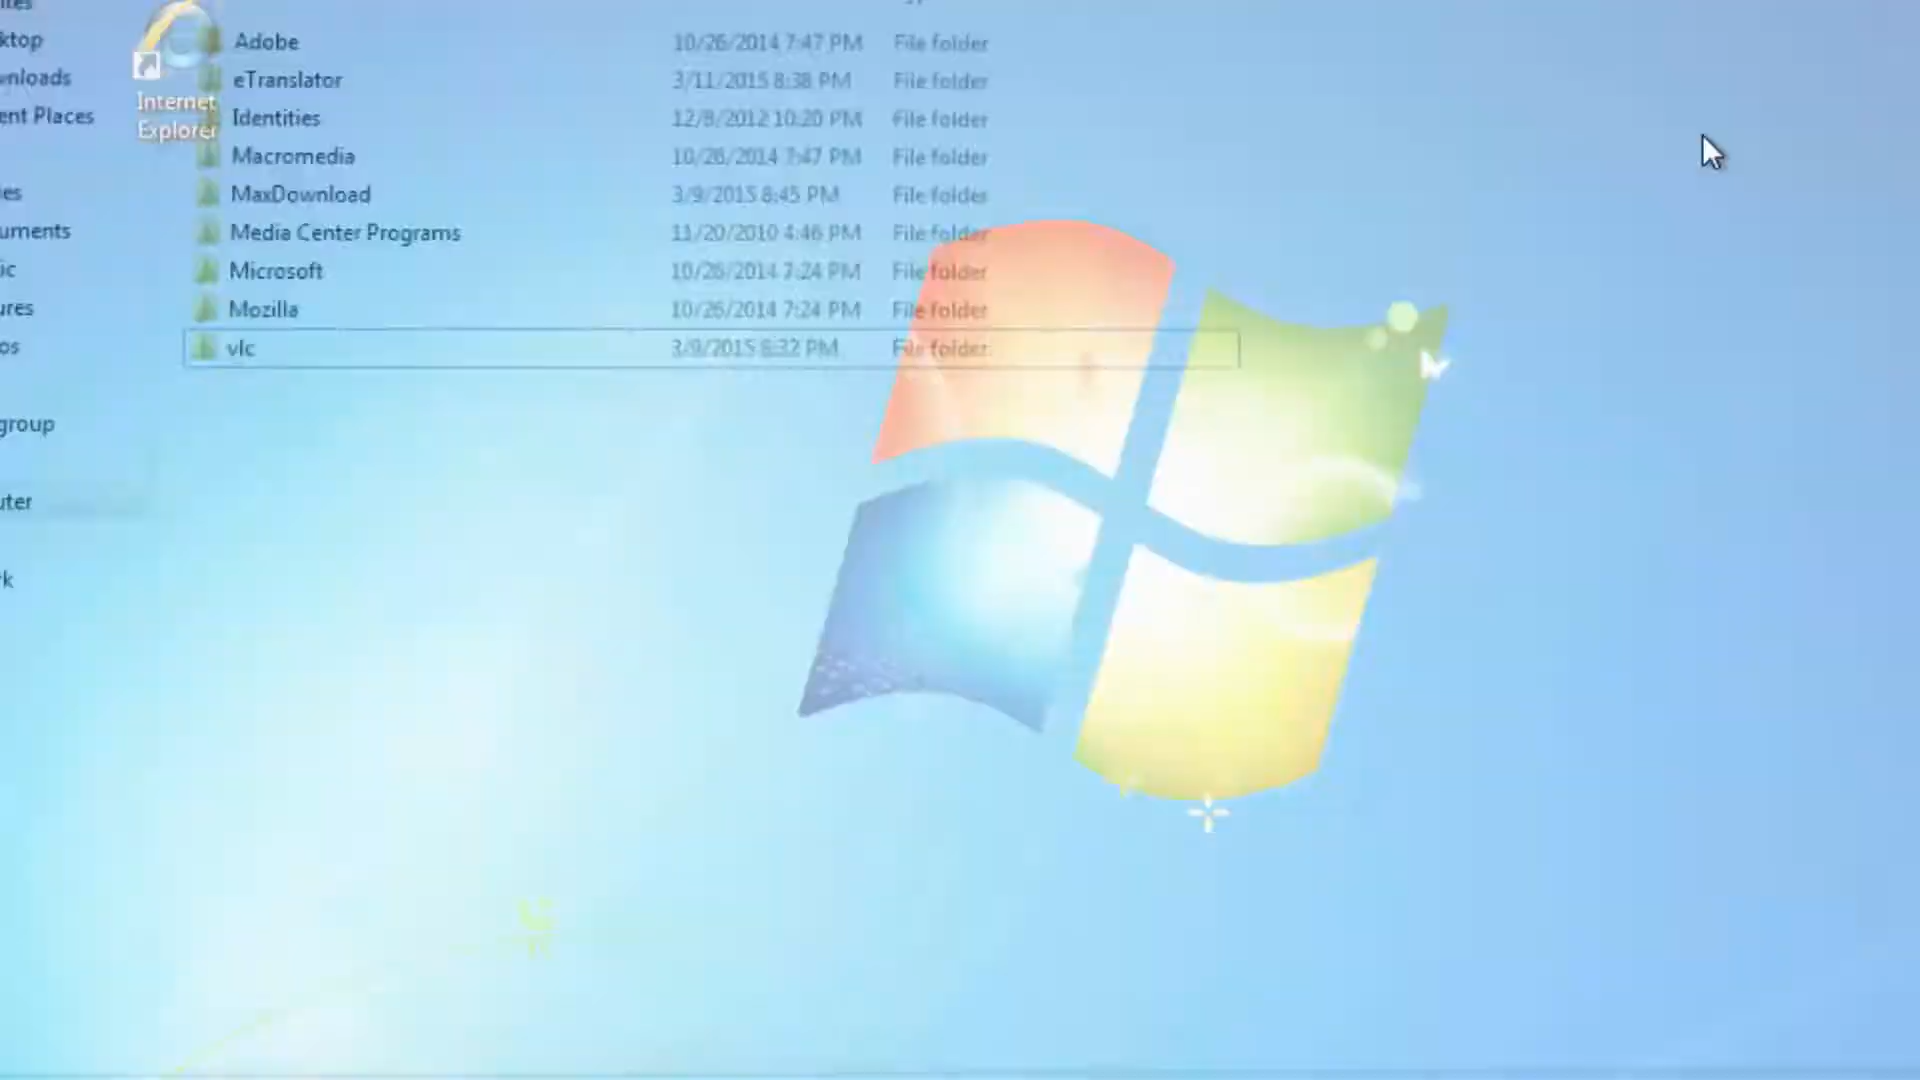 ktop
wnloads
ent Places
es
uments
ic
ures
os
group
uter
rk
Internet
Explorer
Adobe 10/26/2014 7:47 PM File folder
eTranslator 3/11/2015 8:38 PM File folder
Identities 12/8/2012 10:20 PM File folder
Macromedia 10/26/2014 7:47 PM File folder
MaxDownload 3/9/2015 8:45 PM File folder
Media Center Programs 11/20/2010 4:46 PM File folder
Microsoft 10/26/2014 7:24 PM File folder
Mozilla 10/26/2014 7:24 PM File folder
vlc 3/9/2015 8:32 PM File folder